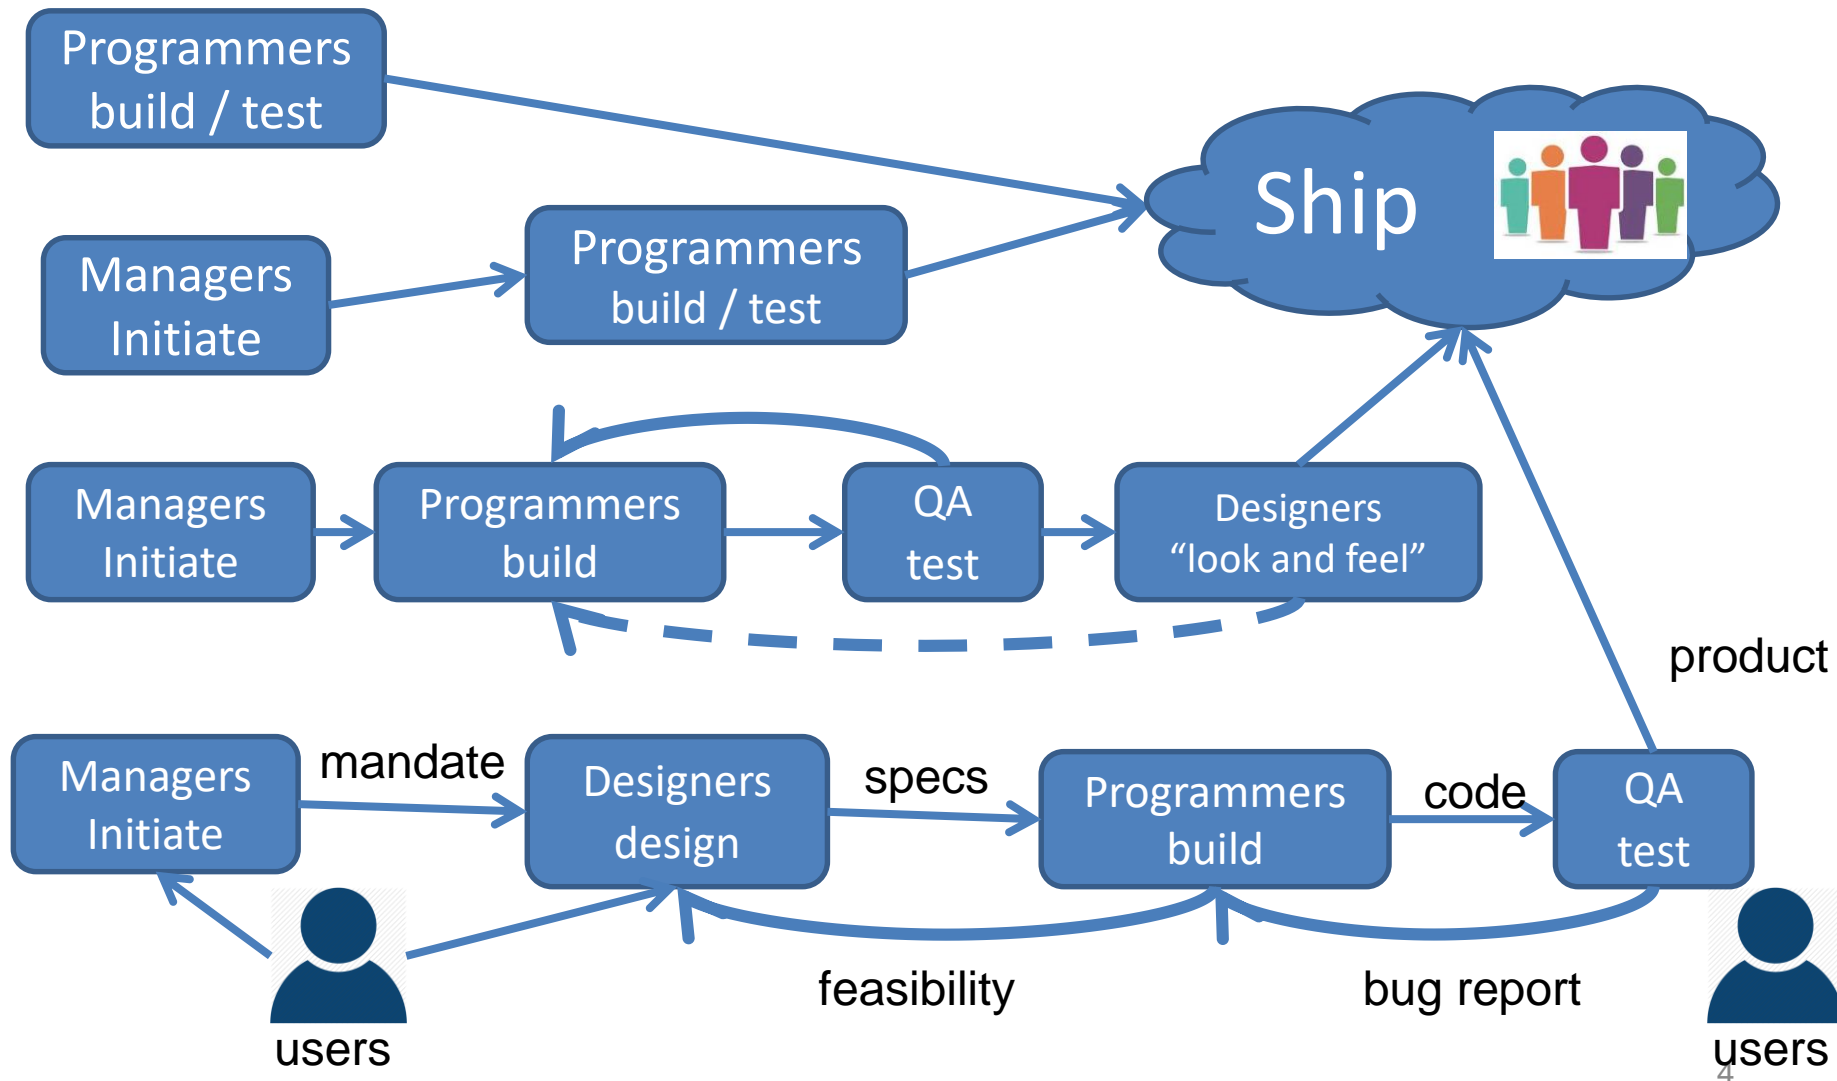 Programmers
build / test
Ship
Managers
Initiate
Programmers
build / test
Managers
Initiate
Programmers
build
QA
test
Designers
“look and feel”
product
Managers
Initiate
mandate
Designers
design
specs
Programmers
build
code
QA
test
feasibility
bug report
users
users
4